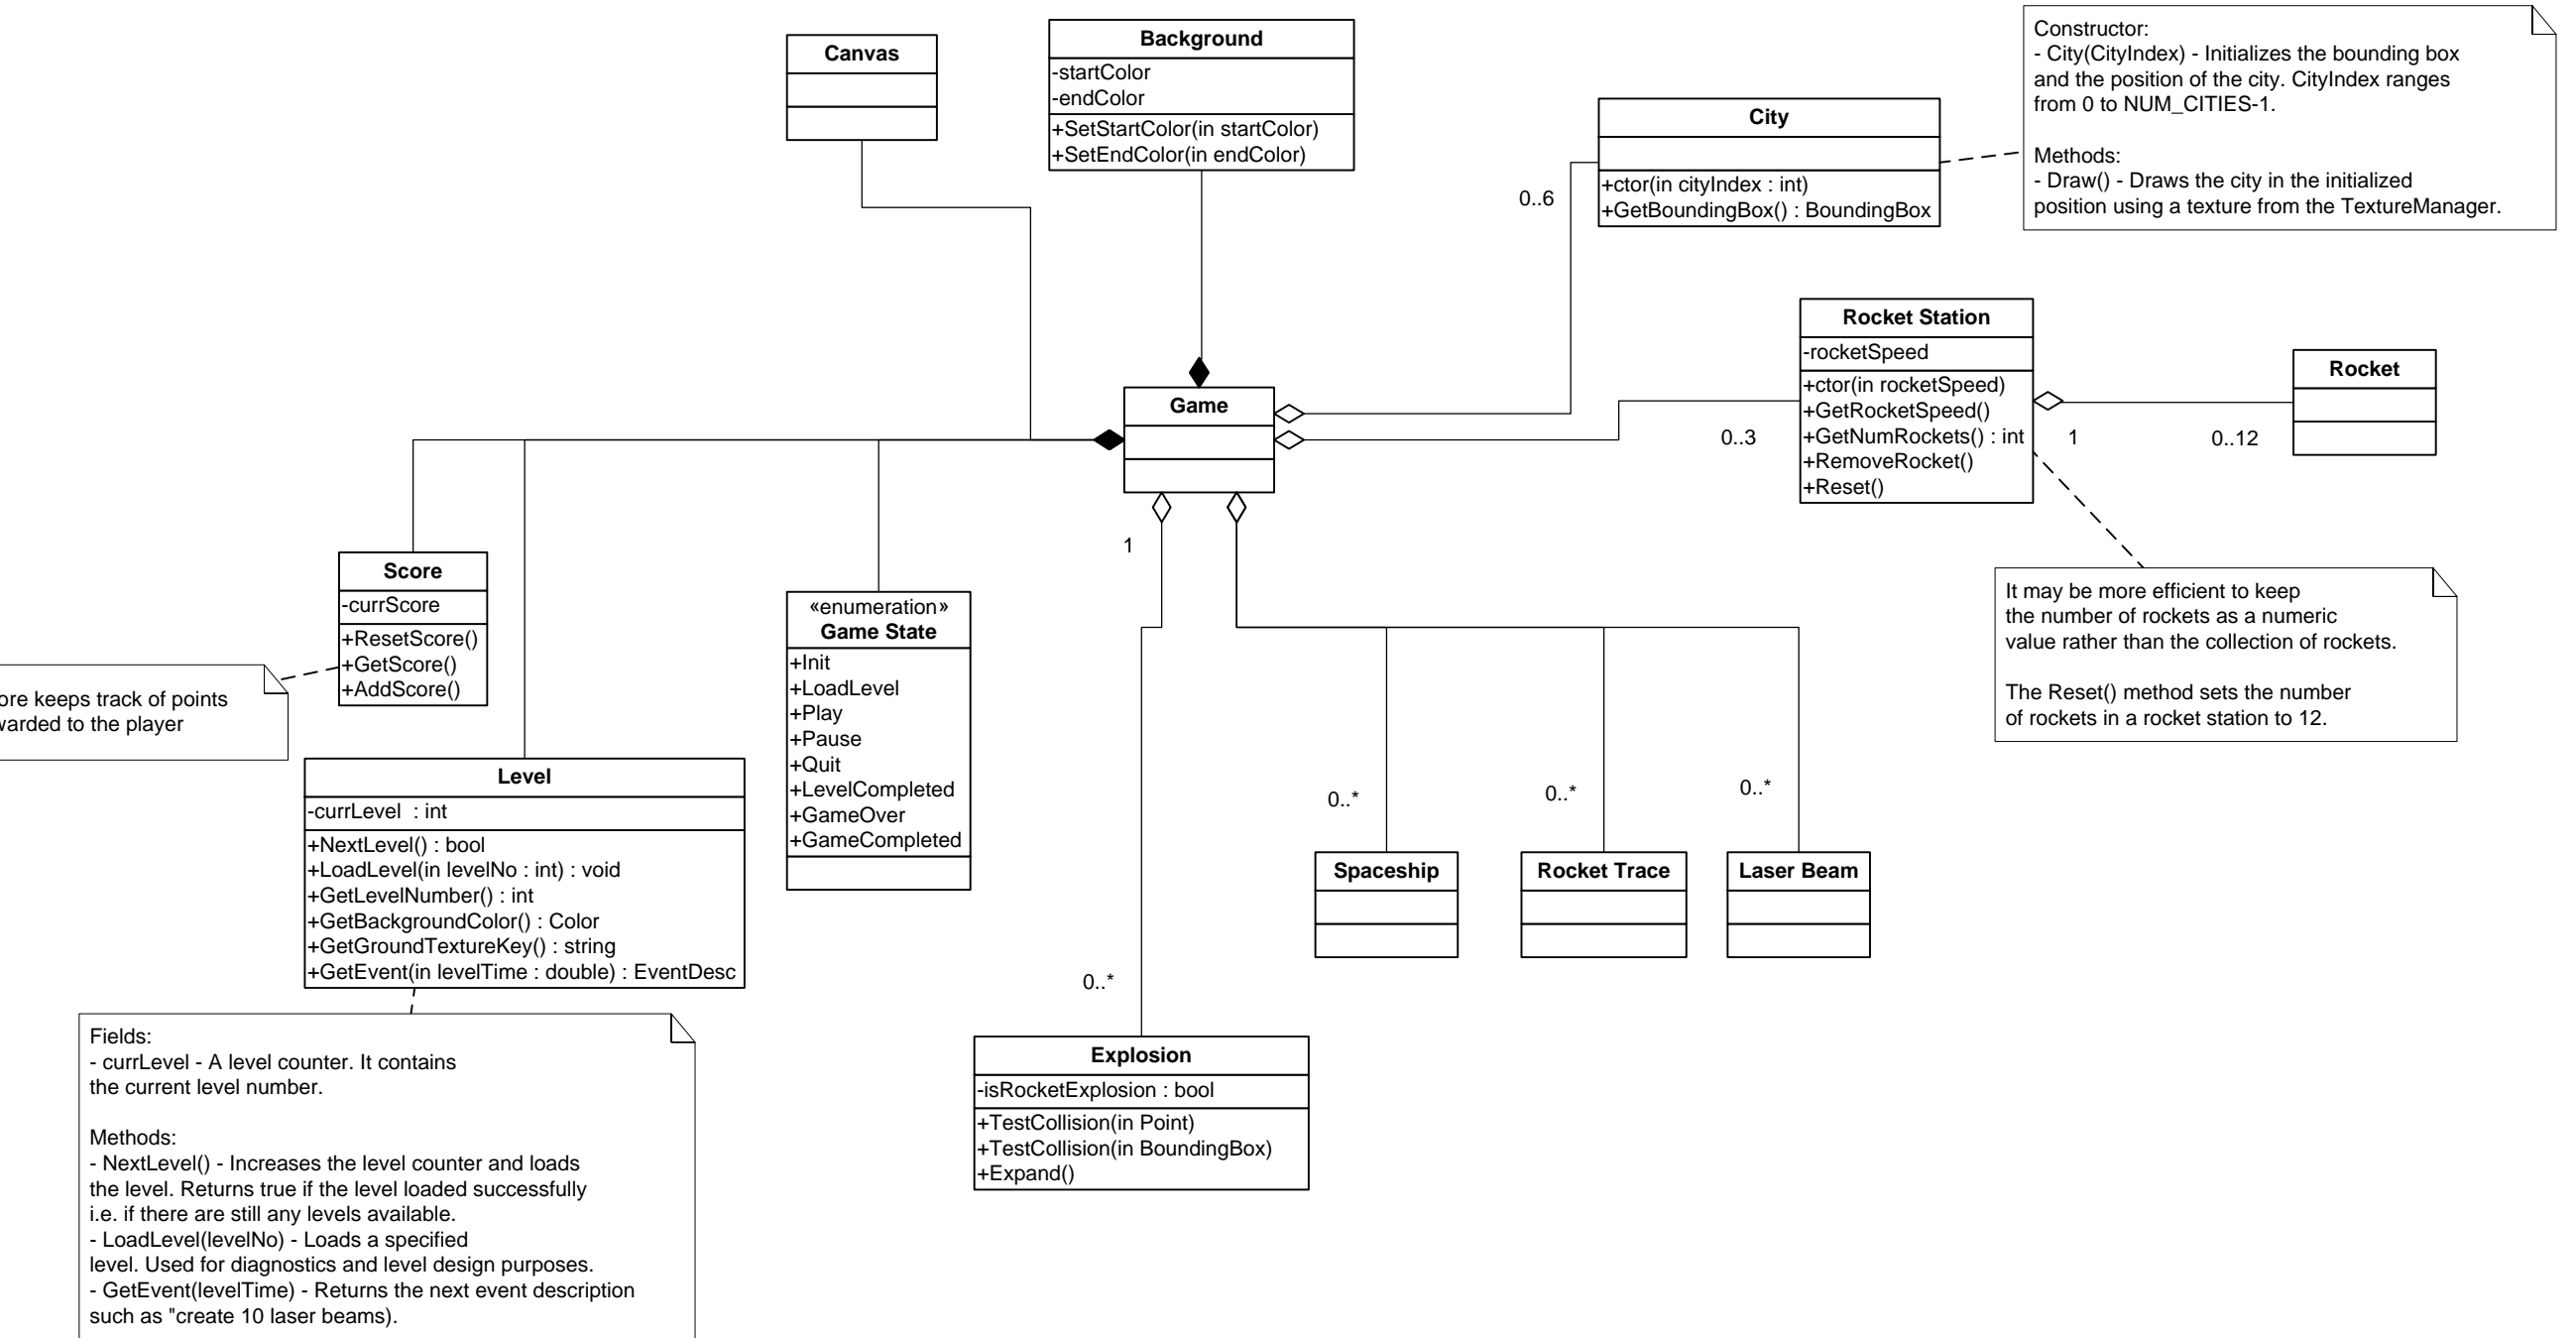 Canvas
Background
-startColor
-endColor
+SetStartColor(in startColor)
+SetEndColor(in endColor)
City
+ctor(in cityIndex : int)
+GetBoundingBox() : BoundingBox
0..6
Constructor:
- City(CityIndex) - Initializes the bounding box
and the position of the city. CityIndex ranges
from 0 to NUM_CITIES-1.
Methods:
- Draw() - Draws the city in the initialized
position using a texture from the TextureManager.
Game
Rocket Station
-rocketSpeed
+ctor(in rocketSpeed)
+GetRocketSpeed()
+GetNumRockets() : int
+RemoveRocket()
+Reset()
0..3
1
0..12
Rocket
It may be more efficient to keep
the number of rockets as a numeric
value rather than the collection of rockets.
The Reset() method sets the number
of rockets in a rocket station to 12.
Score
-currScore
+ResetScore()
+GetScore()
+AddScore()
keeps track of points
to the player
«enumeration»
Game State
+Init
+LoadLevel
+Play
+Pause
+Quit
+LevelCompleted
+GameOver
+GameCompleted
Level
-currLevel : int
+NextLevel() : bool
+LoadLevel(in levelNo : int) : void
+GetLevelNumber() : int
+GetBackgroundColor() : Color
+GetGroundTextureKey() : string
+GetEvent(in levelTime : double) : EventDesc
Fields:
- currLevel - A level counter. It contains
the current level number.
Methods:
- NextLevel() - Increases the level counter and loads
the level. Returns true if the level loaded successfully
i.e. if there are still any levels available.
- LoadLevel(levelNo) - Loads a specified
level. Used for diagnostics and level design purposes.
- GetEvent(levelTime) - Returns the next event description
such as "create 10 laser beams).
1
0..*
Explosion
-isRocketExplosion : bool
+TestCollision(in Point)
+TestCollision(in BoundingBox)
+Expand()
0..*
Spaceship
0..*
Rocket Trace
0..*
Laser Beam